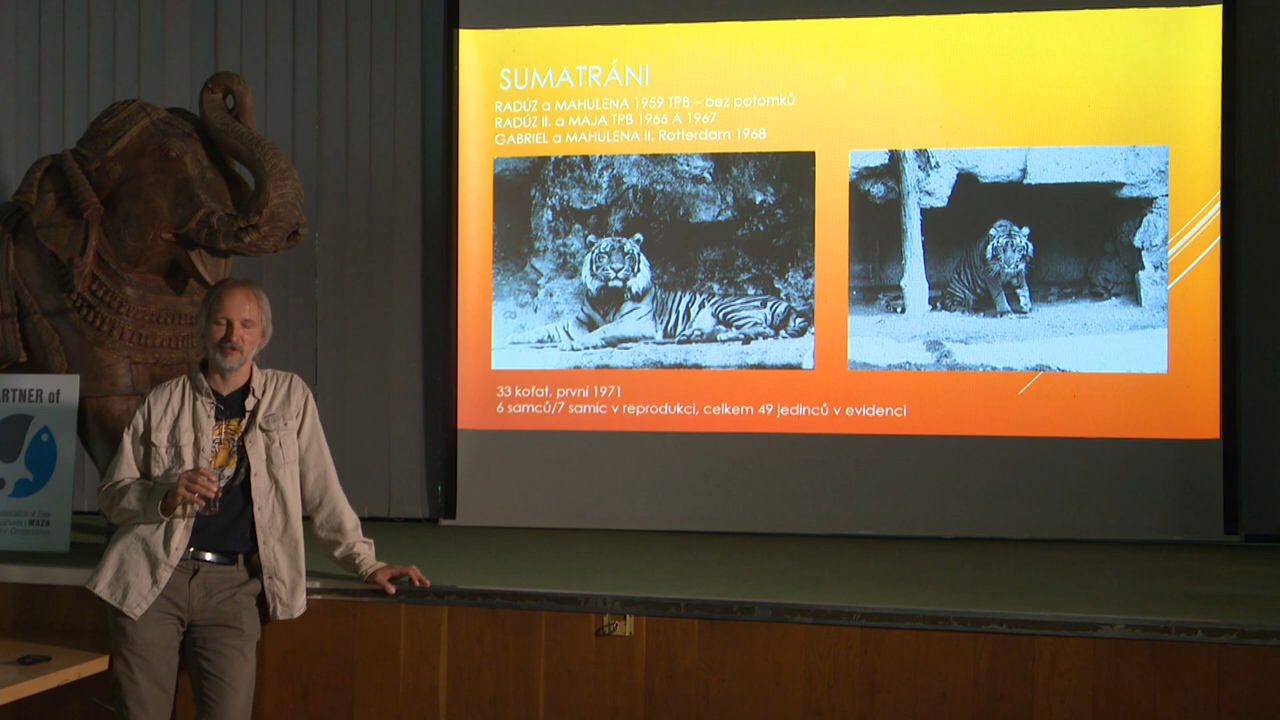 SUMATRÁNI
RADÚZ a MAHULENA 1959 TPB – bez potomků
RADÚZ II. a MAJA TPB 1966 A 1967
GABRIEL a MAHULENA II. Rotterdam 1968
33 koťat, první 1971
6 samců/7 samic v reprodukci, celkem 49 jedinců v evidenci
ARTNER of
WAZA